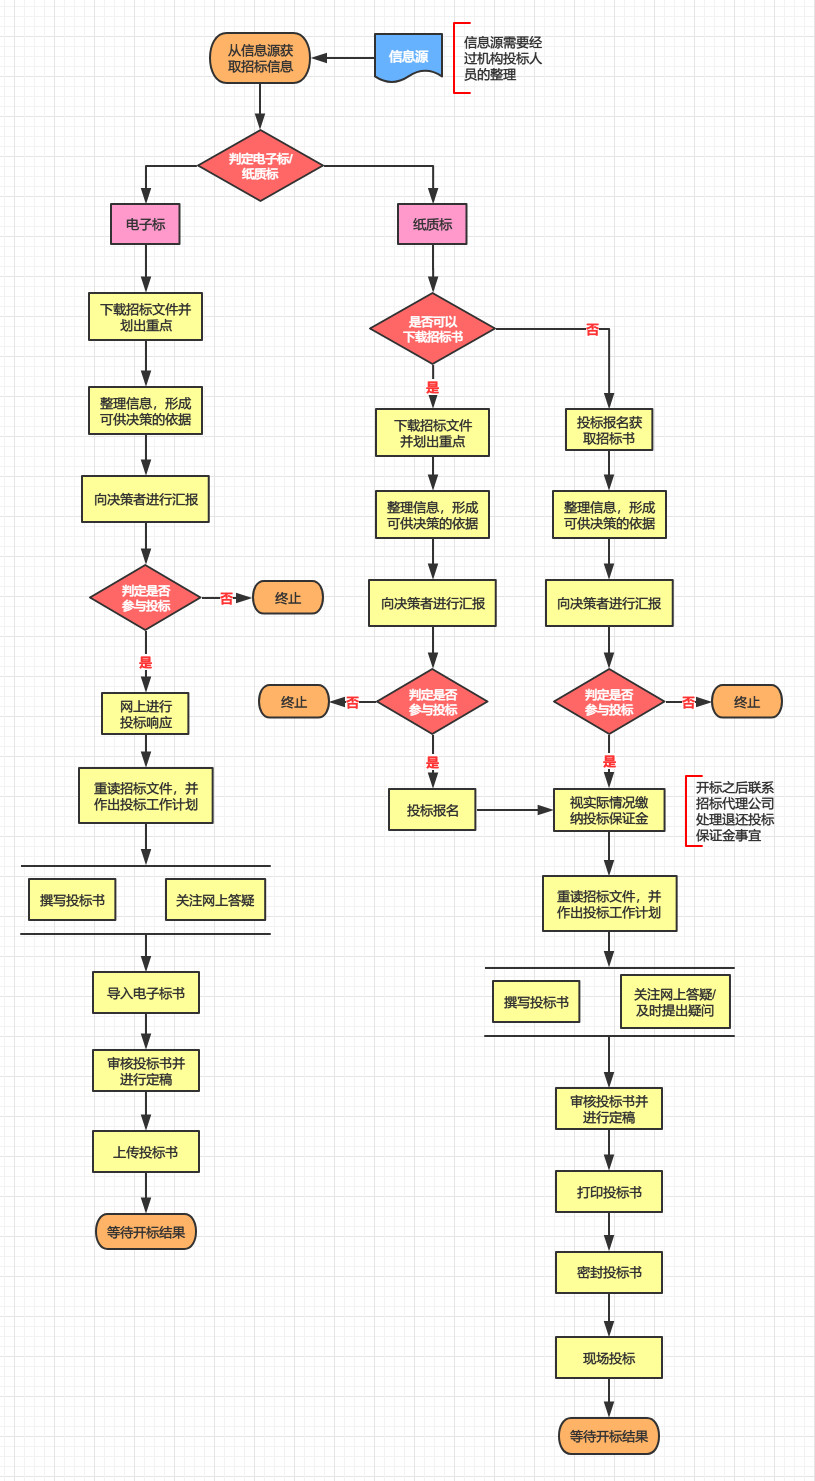 从信息源获
取招标信息
信息源
信息源需要经
过机构投标人
员的整理
判定电子标/
纸质标
电子标
纸质标
下载招标文件并
划出重点
是否可以
下载招标书
否
是
整理信息，形成
可供决策的依据
下载招标文件
并划出重点
投标报名获
取招标书
向决策者进行汇报
整理信息，形成
可供决策的依据
整理信息，形成
可供决策的依据
判定是否
参与投标
否
终止
向决策者进行汇报
向决策者进行汇报
是
网上进行
投标响应
终止
否
判定是否
参与投标
判定是否
参与投标
否
终止
是
是
重读招标文件，并
作出投标工作计划
投标报名
视实际情况缴
纳投标保证金
开标之后联系
招标代理公司
处理退还投标
保证金事宜
撰写投标书
关注网上答疑
重读招标文件，并
作出投标工作计划
导入电子标书
撰写投标书
关注网上答疑/
及时提出疑问
审核投标书并
进行定稿
审核投标书并
进行定稿
上传投标书
打印投标书
等待开标结果
密封投标书
现场投标
等待开标结果